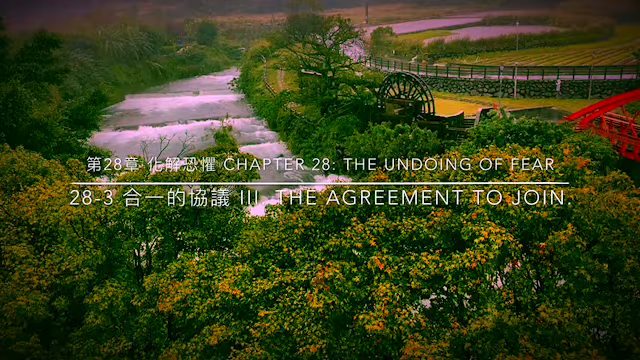 第28章 化解恐懼 CHAPTER 28: THE UNDOING OF FEAR
28-3 合一的協議 III. THE AGREEMENT TO JOIN